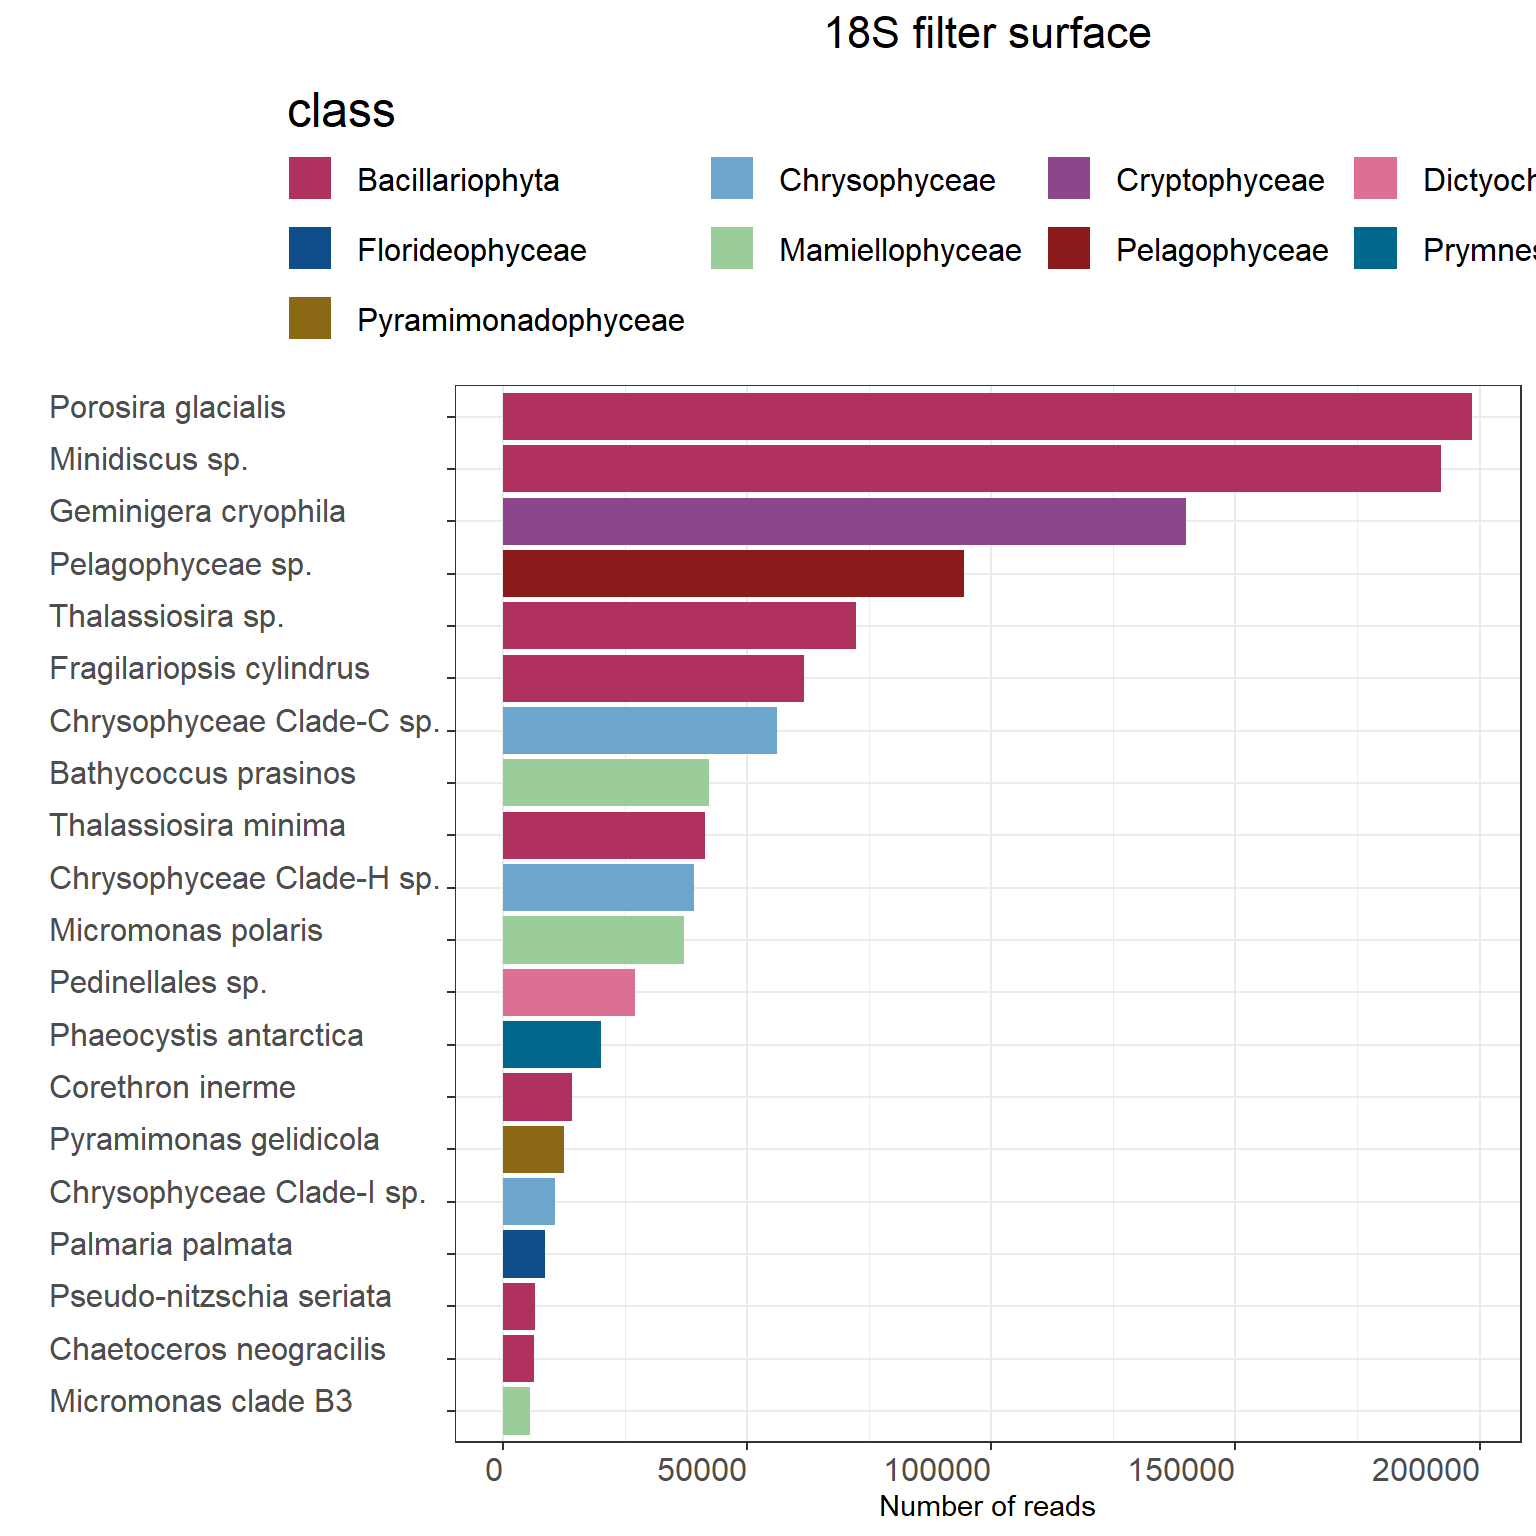 18S filter surface
class
Bacillariophyta Chrysophyceae Cryptophyceae Dictyoch
Florideophyceae Mamiellophyceae Pelagophyceae Prymnes
Pyramimonadophyceae
Porosira glacialis
Minidiscus sp.
Geminigera cryophila
Pelagophyceae sp.
Thalassiosira sp.
Fragilariopsis cylindrus
Chrysophyceae Clade-C sp.
Bathycoccus prasinos
Thalassiosira minima
Chrysophyceae Clade-H sp.
Micromonas polaris
Pedinellales sp.
Phaeocystis antarctica
Corethron inerme
Pyramimonas gelidicola
Chrysophyceae Clade-I sp.
Palmaria palmata
Pseudo-nitzschia seriata
Chaetoceros neogracilis
Micromonas clade B3
0 50000 100000 150000 200000
Number of reads